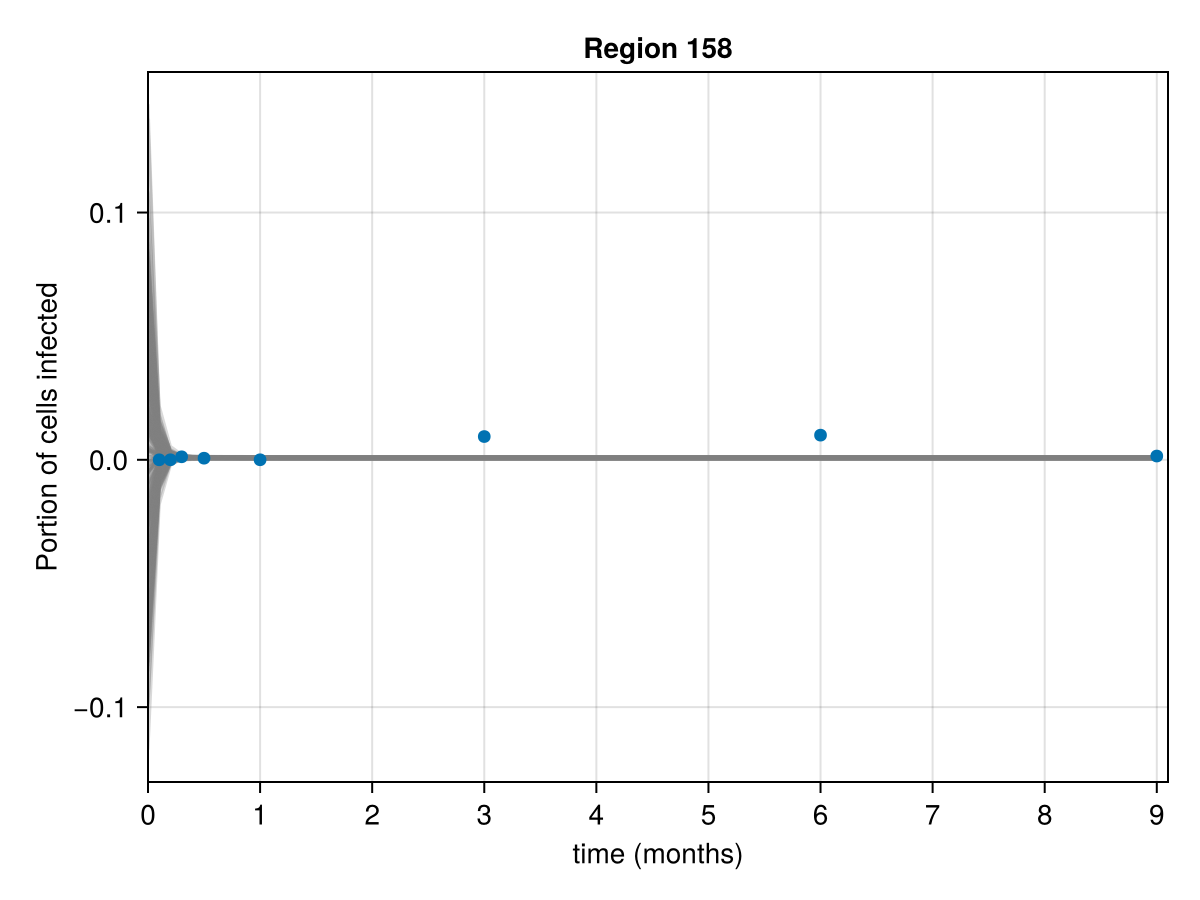 Region 158
Portion of cells infected
0.1
0.0
−0.1
0 1 2 3 4 5 6 7 8 9
time (months)